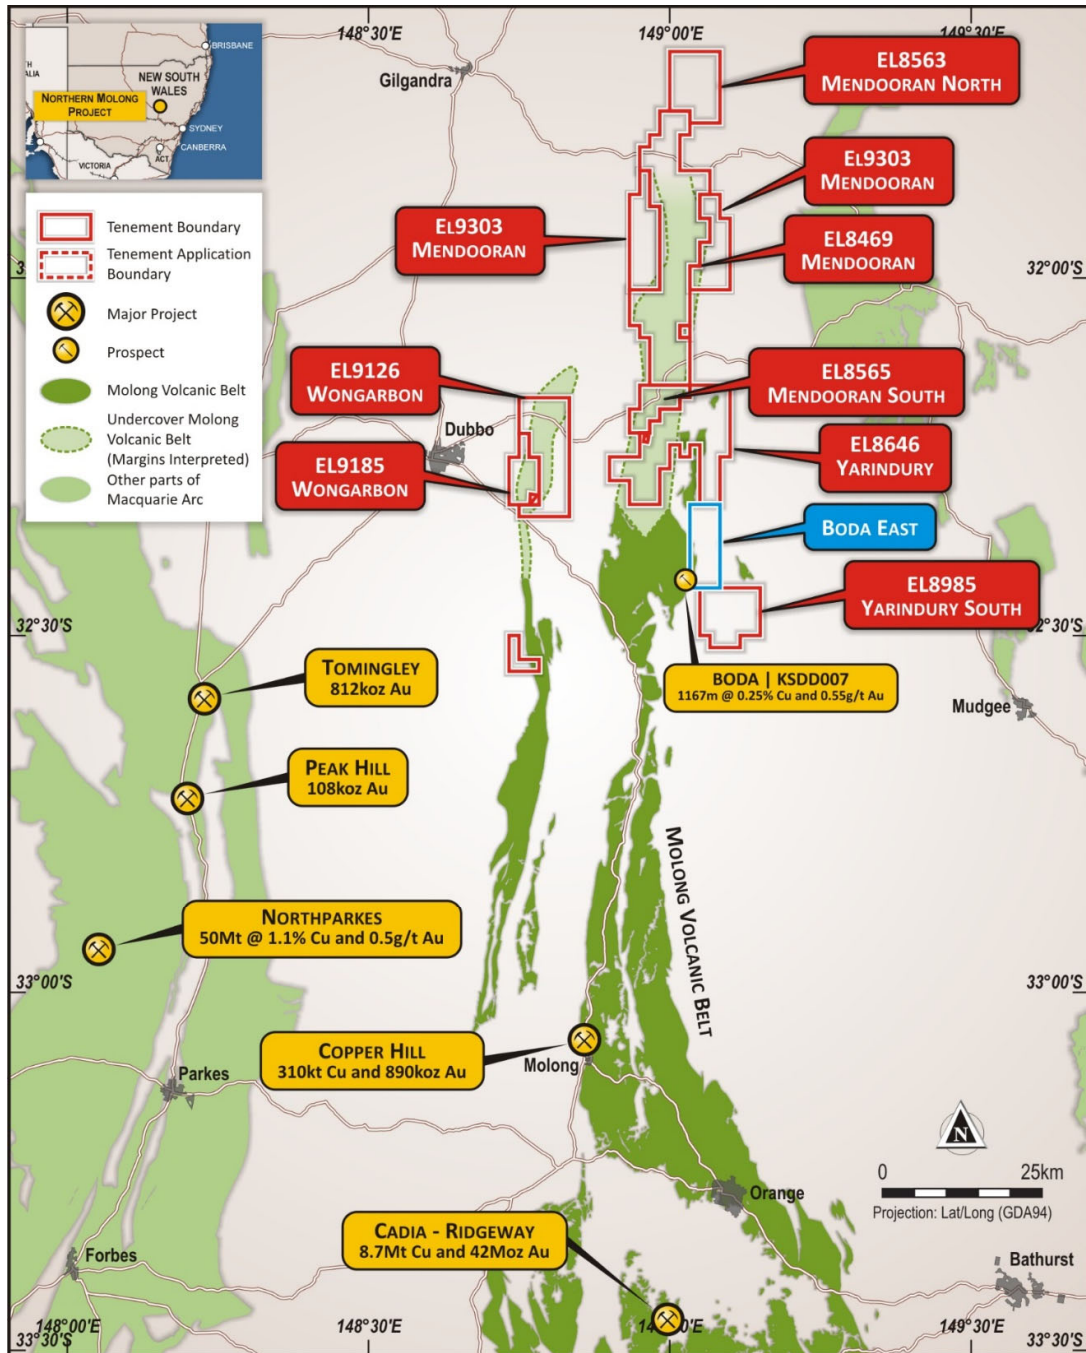 BRISBANE
NEW SOUTH
WALES
NORTHERN MOLONG
PROJECT
SYDNEY
CANBERRA
ACT
VICTORIA
148°30'E
149°00'E
149°30'E
Gilgandra
EL8563
MENDOORAN NORTH
EL9303
MENDOORAN
EL9303
MENDOORAN
EL8469
MENDOORAN
32°00'S
Tenement Boundary
Tenement Application
Boundary
Major Project
Prospect
Molong Volcanic Belt
Undercover Molong
Volcanic Belt
(Margins Interpreted)
Other parts of
Macquarie Arc
EL9126
WONGARBON
Dubbo
EL9185
WONGARBON
EL8565
MENDOORAN SOUTH
EL8646
YARINDURY
BODA EAST
EL8985
YARINDURY SOUTH
32°30'S
32°30'S
TOMINGLEY
812koz Au
BODA | KSDD007
1167m @ 0.25% Cu and 0.55g/t Au
Mudgee
PEAK HILL
108koz Au
MOLONG VOLCANIC BELT
NORTHPARKES
50Mt @ 1.1% Cu and 0.5g/t Au
33°00'S
33°00'S
COPPER HILL
310kt Cu and 890koz Au
Molong
Parkes
N
0
25km
Projection: Lat/Long (GDA94)
Orange
CADIA - RIDGEWAY
8.7Mt Cu and 42Moz Au
Forbes
Bathurst
148°00'E
148°30'E
149°30'E
33°30'S
33°30'S